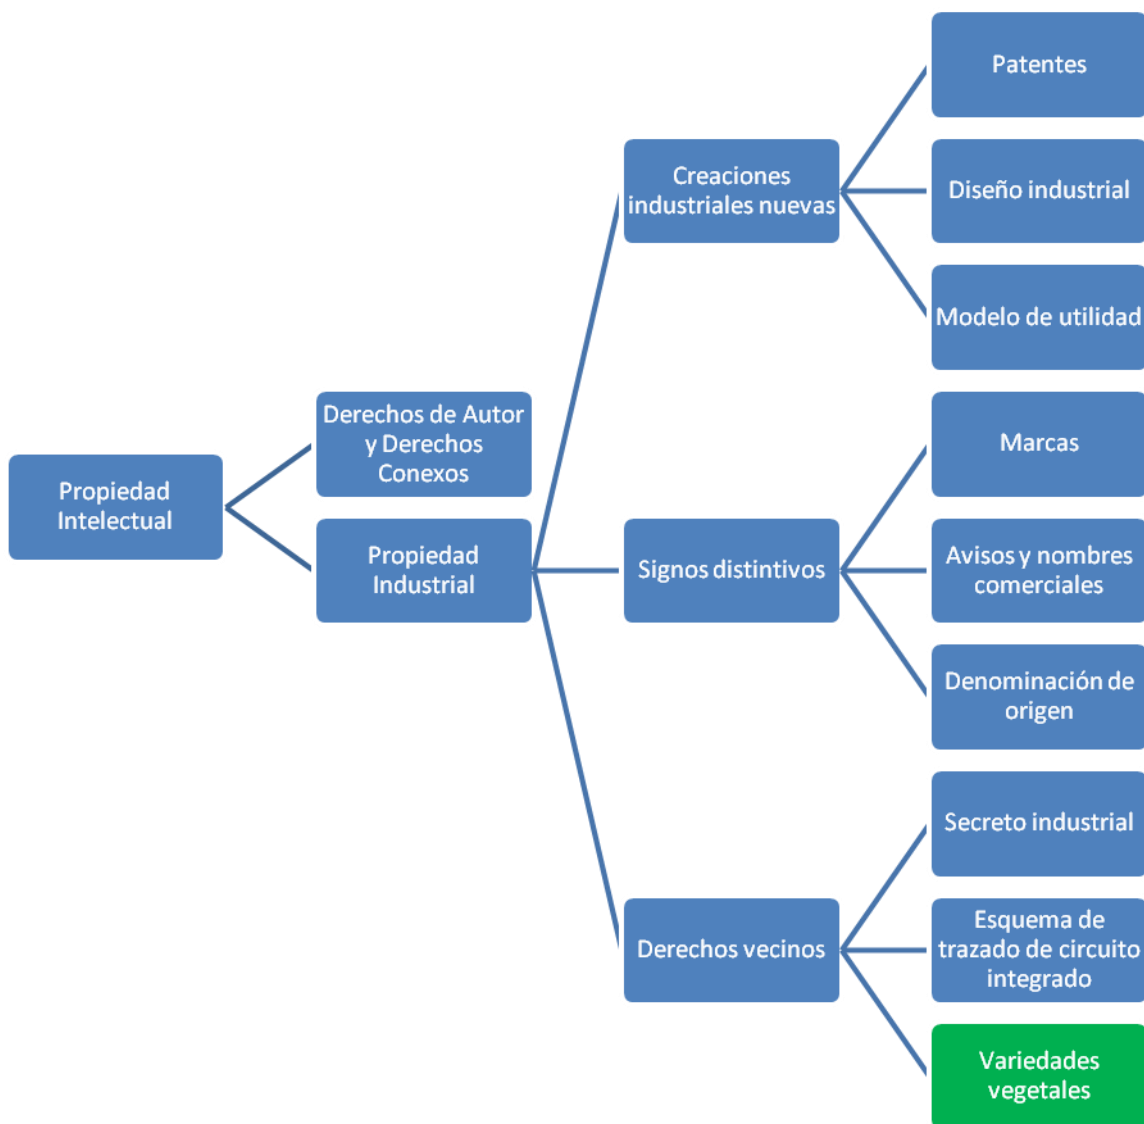 Propiedad
Intelectual
Derechos de Autor
y Derechos
Conexos
Propiedad
Industrial
Creaciones
industriales nuevas
Patentes
Diseño industrial
Modelo de utilidad
Signos distintivos
Marcas
Avisos y nombres
comerciales
Denominación de
origen
Derechos vecinos
Secreto industrial
Esquema de
trazado de circuito
integrado
Variedades
vegetales